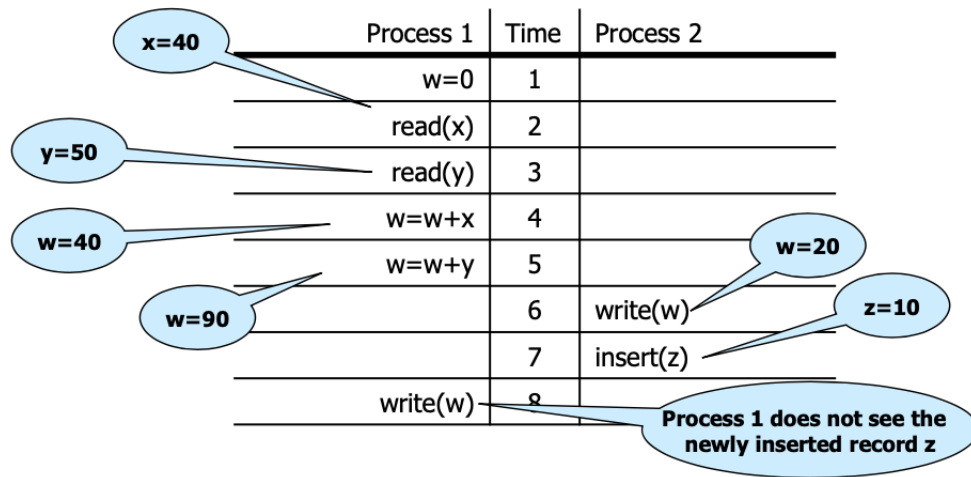 Process 1 Time Process 2
x=40
w=0 1
read(x) 2
y=50
read(y) 3
w=40
w=w+x 4
w=w+y 5
w=20
w=90
6 write(w)
z=10
7 insert(z)
write(w) 8
Process 1 does not see the
newly inserted record z